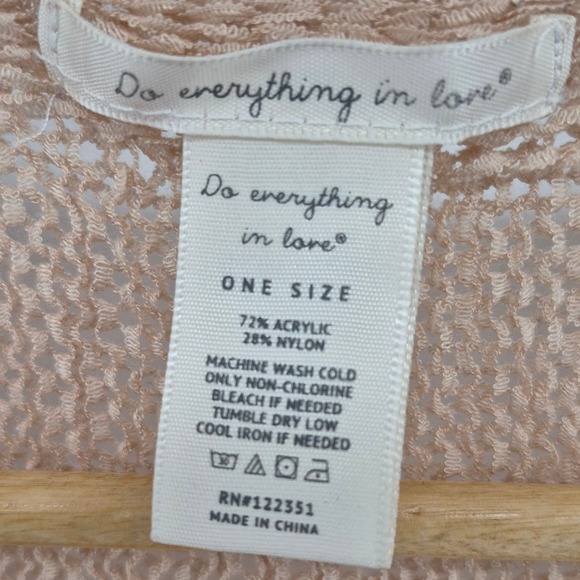 Do everything in love®
Do everything
in love®
ONE SIZE
72% ACRYLIC
28% NYLON
MACHINE WASH COLD
ONLY NON-CHLORINE
BLEACH IF NEEDED
TUMBLE DRY LOW
COOL IRON IF NEEDED
30
RN#122351
MADE IN CHINA